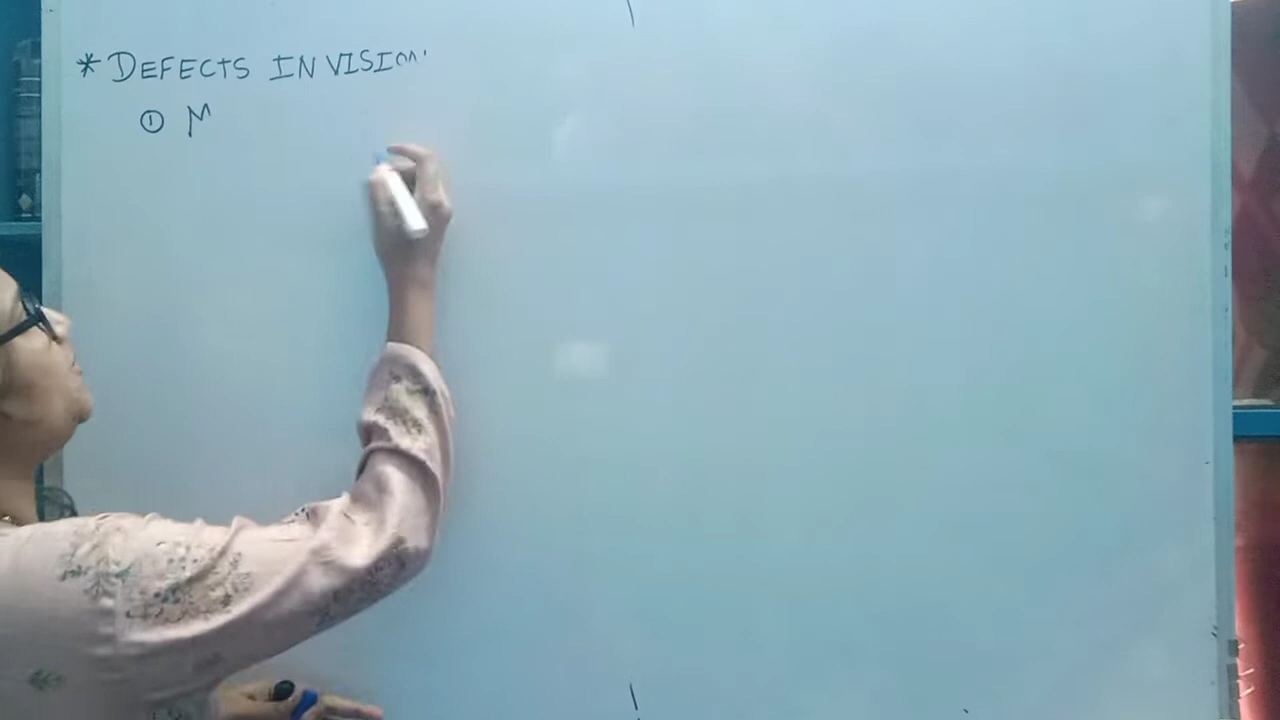 * DEFECTS IN VISION
① M